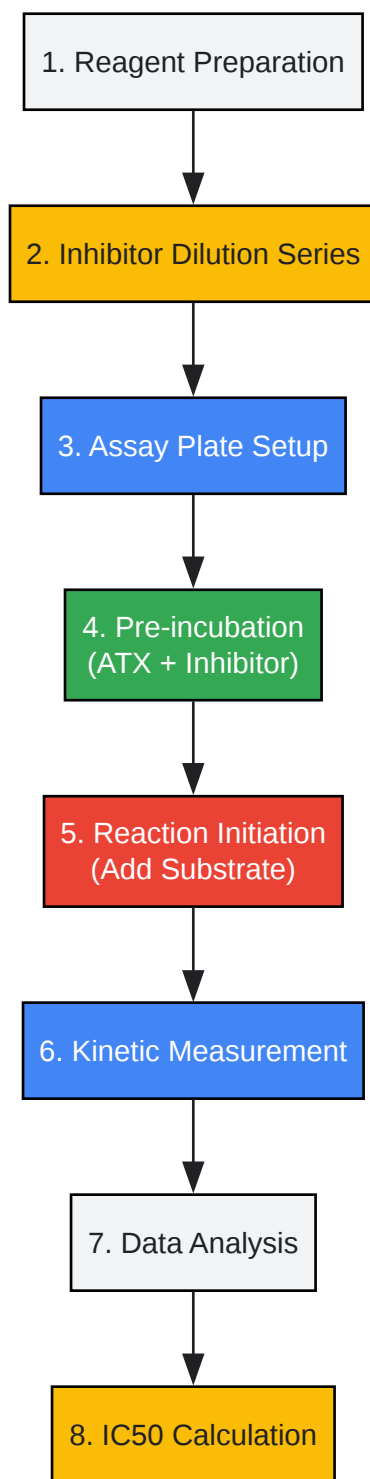 1. Reagent Preparation
2. Inhibitor Dilution Series
3. Assay Plate Setup
4. Pre-incubation
(ATX + Inhibitor)
5. Reaction Initiation
(Add Substrate)
6. Kinetic Measurement
7. Data Analysis
8. IC50 Calculation